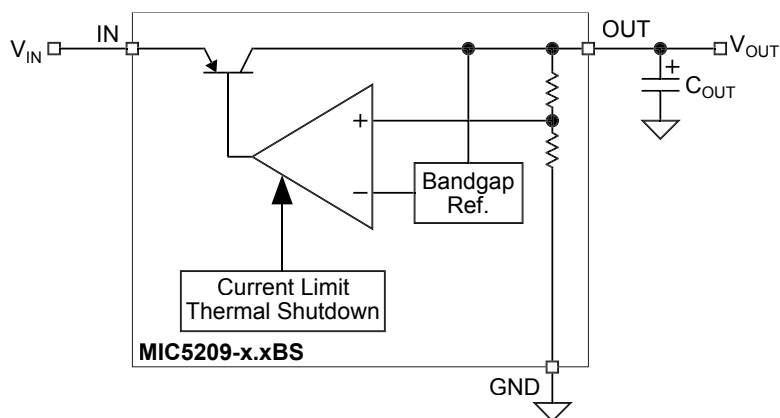 IN
OUT
V_IN
V_OUT
+
C_OUT
+
−
Bandgap
Ref.
Current Limit
Thermal Shutdown
MIC5209-x.xBS
GND